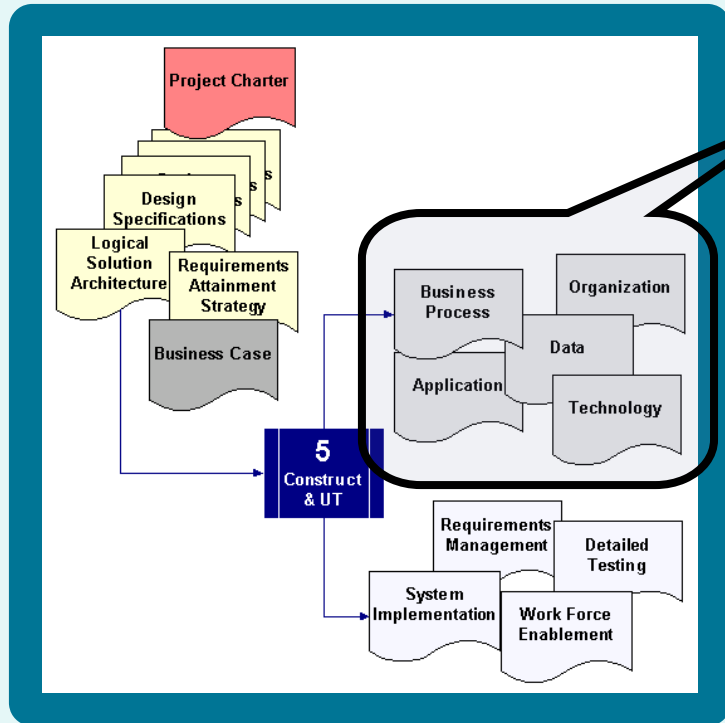 Project Charter
s
s
Design
Specifications
Logical
Solution
Architecture
Requirements
Attainment
Strategy
Business Case
5
Construct
& UT
Business
Process
Organization
Data
Application
Technology
Requirements
Management
Detailed
Testing
System
Implementation
Work Force
Enablement